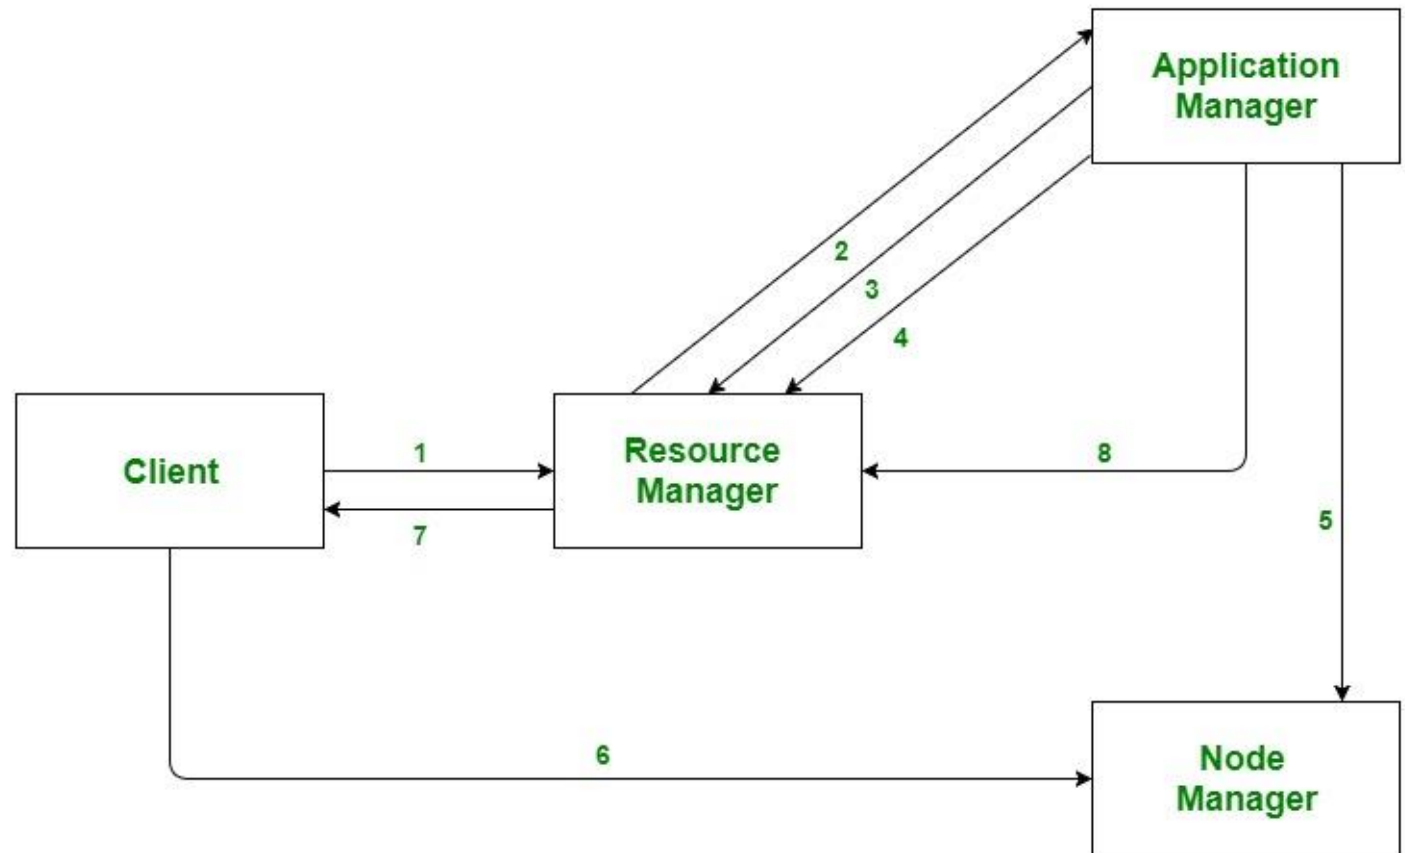 Application
Manager
2
3
4
Client
1
7
Resource
Manager
8
5
6
Node
Manager